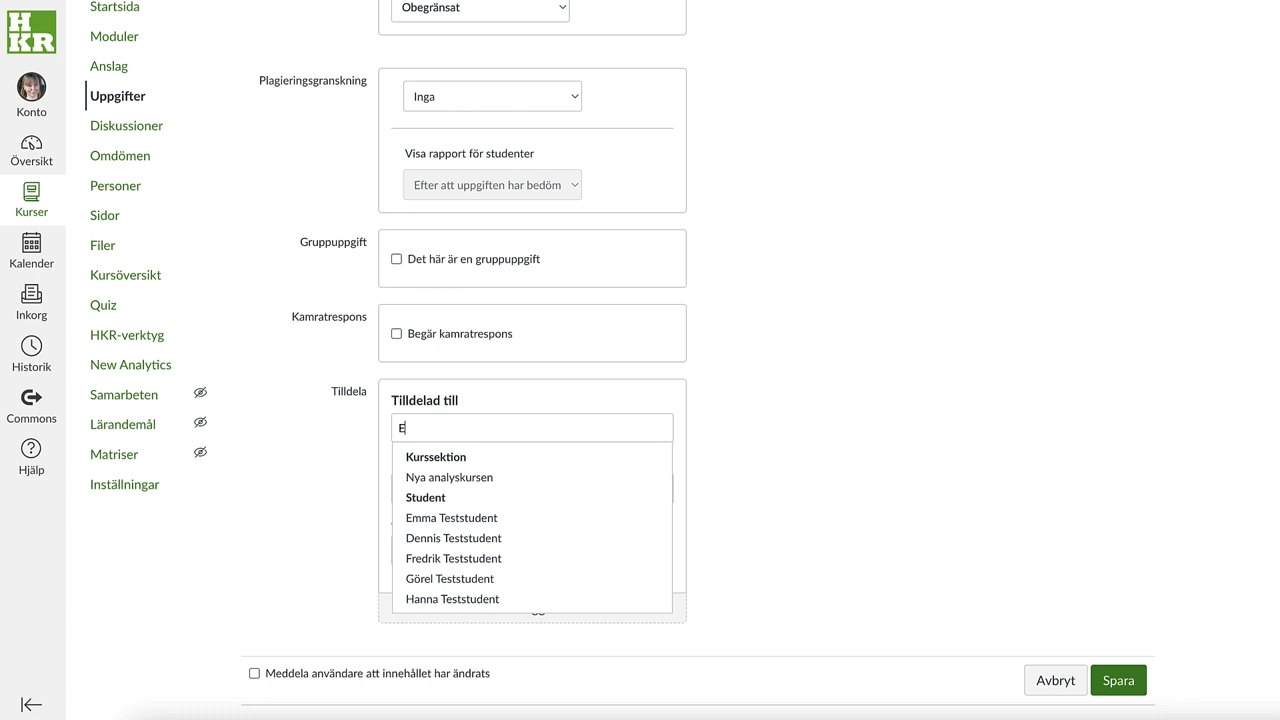 HKR
Konto
Översikt
Kurser
Kalender
Inkorg
Historik
Commons
Hjälp
Startsida
Moduler
Anslag
Uppgifter
Diskussioner
Omdömen
Personer
Sidor
Filer
Kursöversikt
Quiz
HKR-verktyg
New Analytics
Samarbeten
Lärandemål
Matriser
Inställningar
Obegränsat
Plagieringsgranskning
Inga
Visa rapport för studenter
Efter att uppgiften har bedöm
Gruppuppgift
Det här är en gruppuppgift
Kamratrespons
Begär kamratrespons
Tilldela
Tilldelad till
E
Kurssektion
Nya analyskursen
Student
Emma Teststudent
Dennis Teststudent
Fredrik Teststudent
Görel Teststudent
Hanna Teststudent
Meddela användare att innehållet har ändrats
Avbryt
Spara